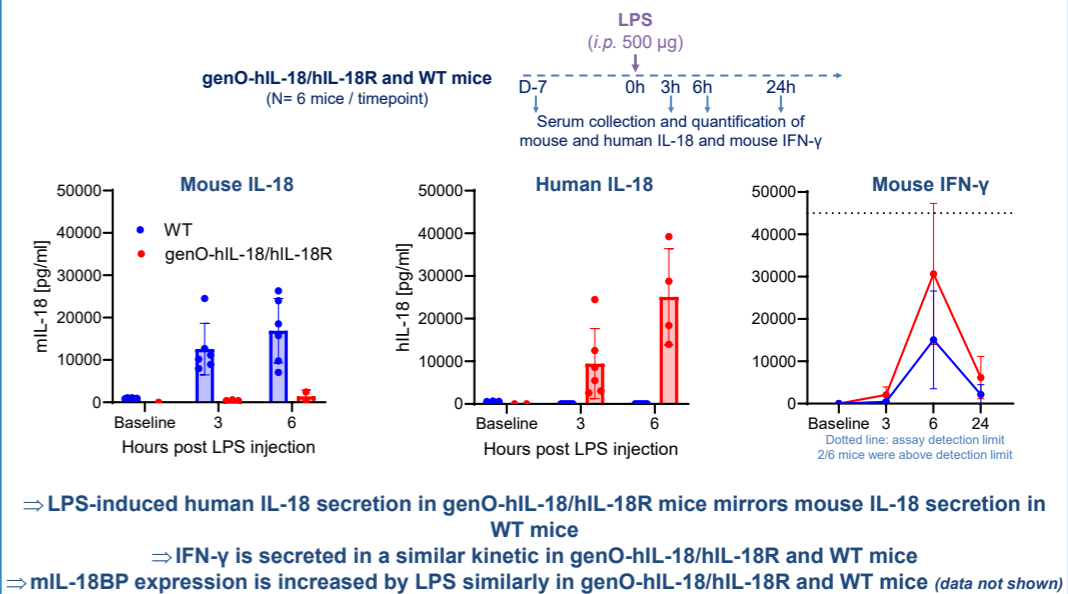 LPS
(i.p. 500 µg)
genO-hIL-18/hIL-18R and WT mice
(N= 6 mice / timepoint)
D-7 0h 3h 6h 24h
Serum collection and quantification of
mouse and human IL-18 and mouse IFN-γ
Mouse IL-18
mIL-18 [pg/ml]
50000
40000
30000
20000
10000
0
WT
genO-hIL-18/hIL-18R
Baseline 3 6
Hours post LPS injection
Human IL-18
hIL-18 [pg/ml]
50000
40000
30000
20000
10000
0
Baseline 3 6
Hours post LPS injection
Mouse IFN-γ
50000
40000
30000
20000
10000
0
Baseline 3 6 24
Dotted line: assay detection limit
2/6 mice were above detection limit
⇒ LPS-induced human IL-18 secretion in genO-hIL-18/hIL-18R mice mirrors mouse IL-18 secretion in
WT mice
⇒ IFN-γ is secreted in a similar kinetic in genO-hIL-18/hIL-18R and WT mice
⇒ mIL-18BP expression is increased by LPS similarly in genO-hIL-18/hIL-18R and WT mice (data not shown)